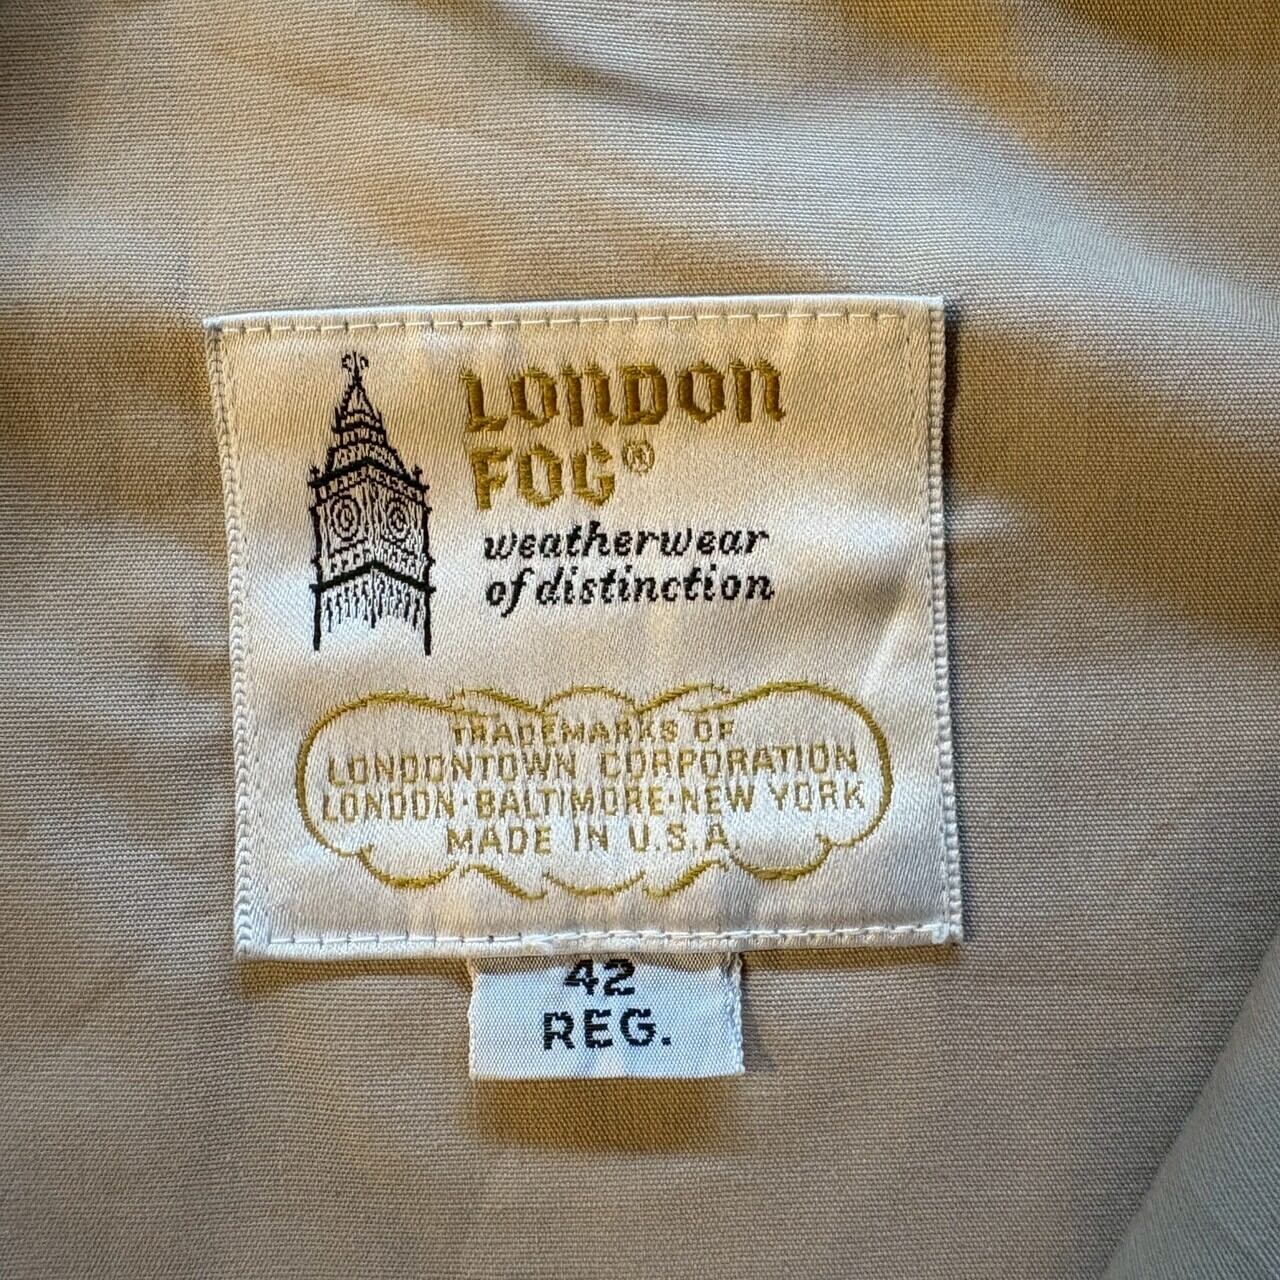 LONDON
FOG®
weatherwear
of distinction
TRADEMARKS OF
LONDONTOWN CORPORATION
LONDON·BALTIMORE·NEW YORK
MADE IN U.S.A.
42
REG.